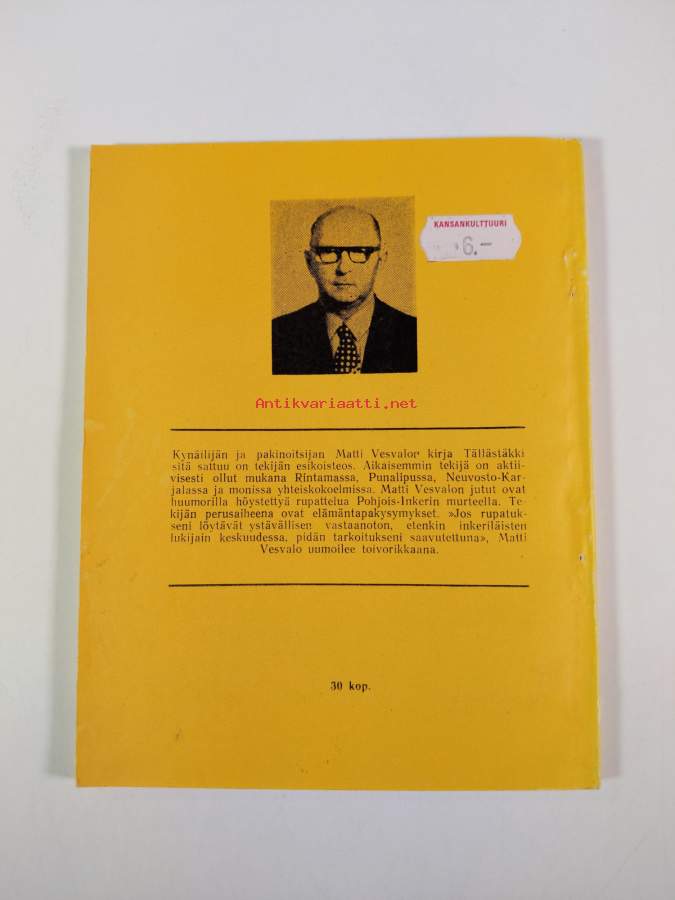 KANSANKULTTUURI
6.—
Antikvariaatti.net
Kynäilijän ja pakinoitsijan Matti Vesvalon kirja Tällästäkki
sitä sattuu on tekijän esikoisteos. Aikaisemmin tekijä on aktii-
visesti ollut mukana Rintamassa, Punalipussa, Neuvosto-Kar-
jalassa ja monissa yhteiskokoelmissa. Matti Vesvalon jutut ovat
huumorilla höystettyä rupattelua Pohjois-Inkerin murteella. Te-
kijän perusaiheena ovat elämäntapakysymykset. »Jos rupatuk-
seni löytävät ystävällisen vastaanoton, etenkin inkeriläisten
lukijain keskuudessa, pidän tarkoitukseni saavutettuna», Matti
Vesvalo uumoilee toivorikkaana.
30 kop.